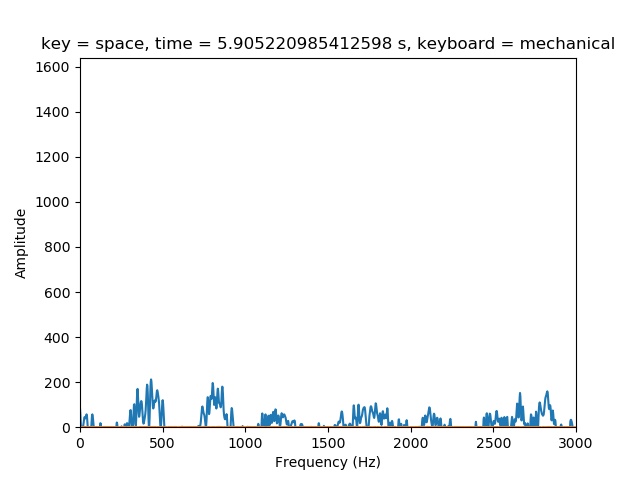 key = space, time = 5.905220985412598 s, keyboard = mechanical
1600
1400
1200
1000
800
600
400
200
0
Amplitude
0 500 1000 1500 2000 2500 3000
Frequency (Hz)